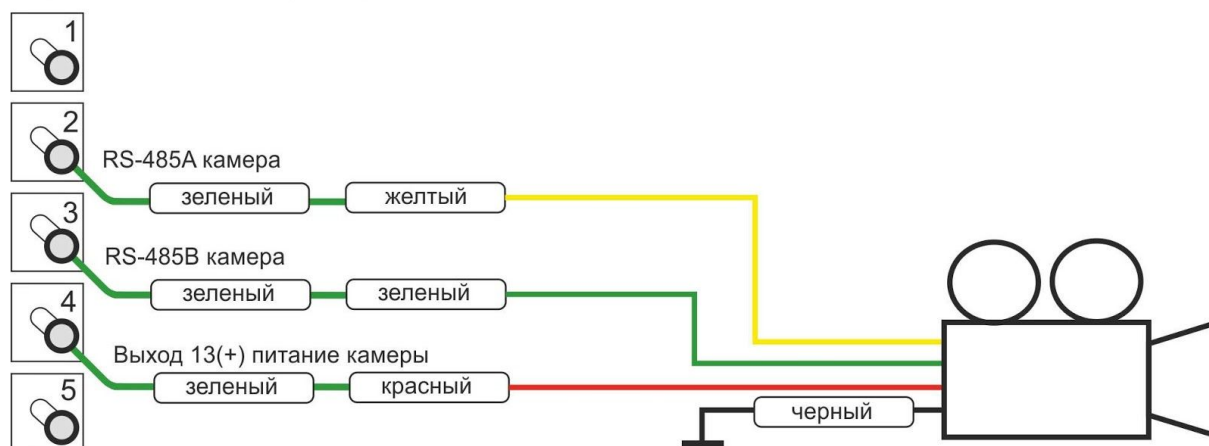 1
2
RS-485A камера
зеленый желтый
3
RS-485B камера
зеленый зеленый
4
Выход 13(+) питание камеры
зеленый красный
5
черный